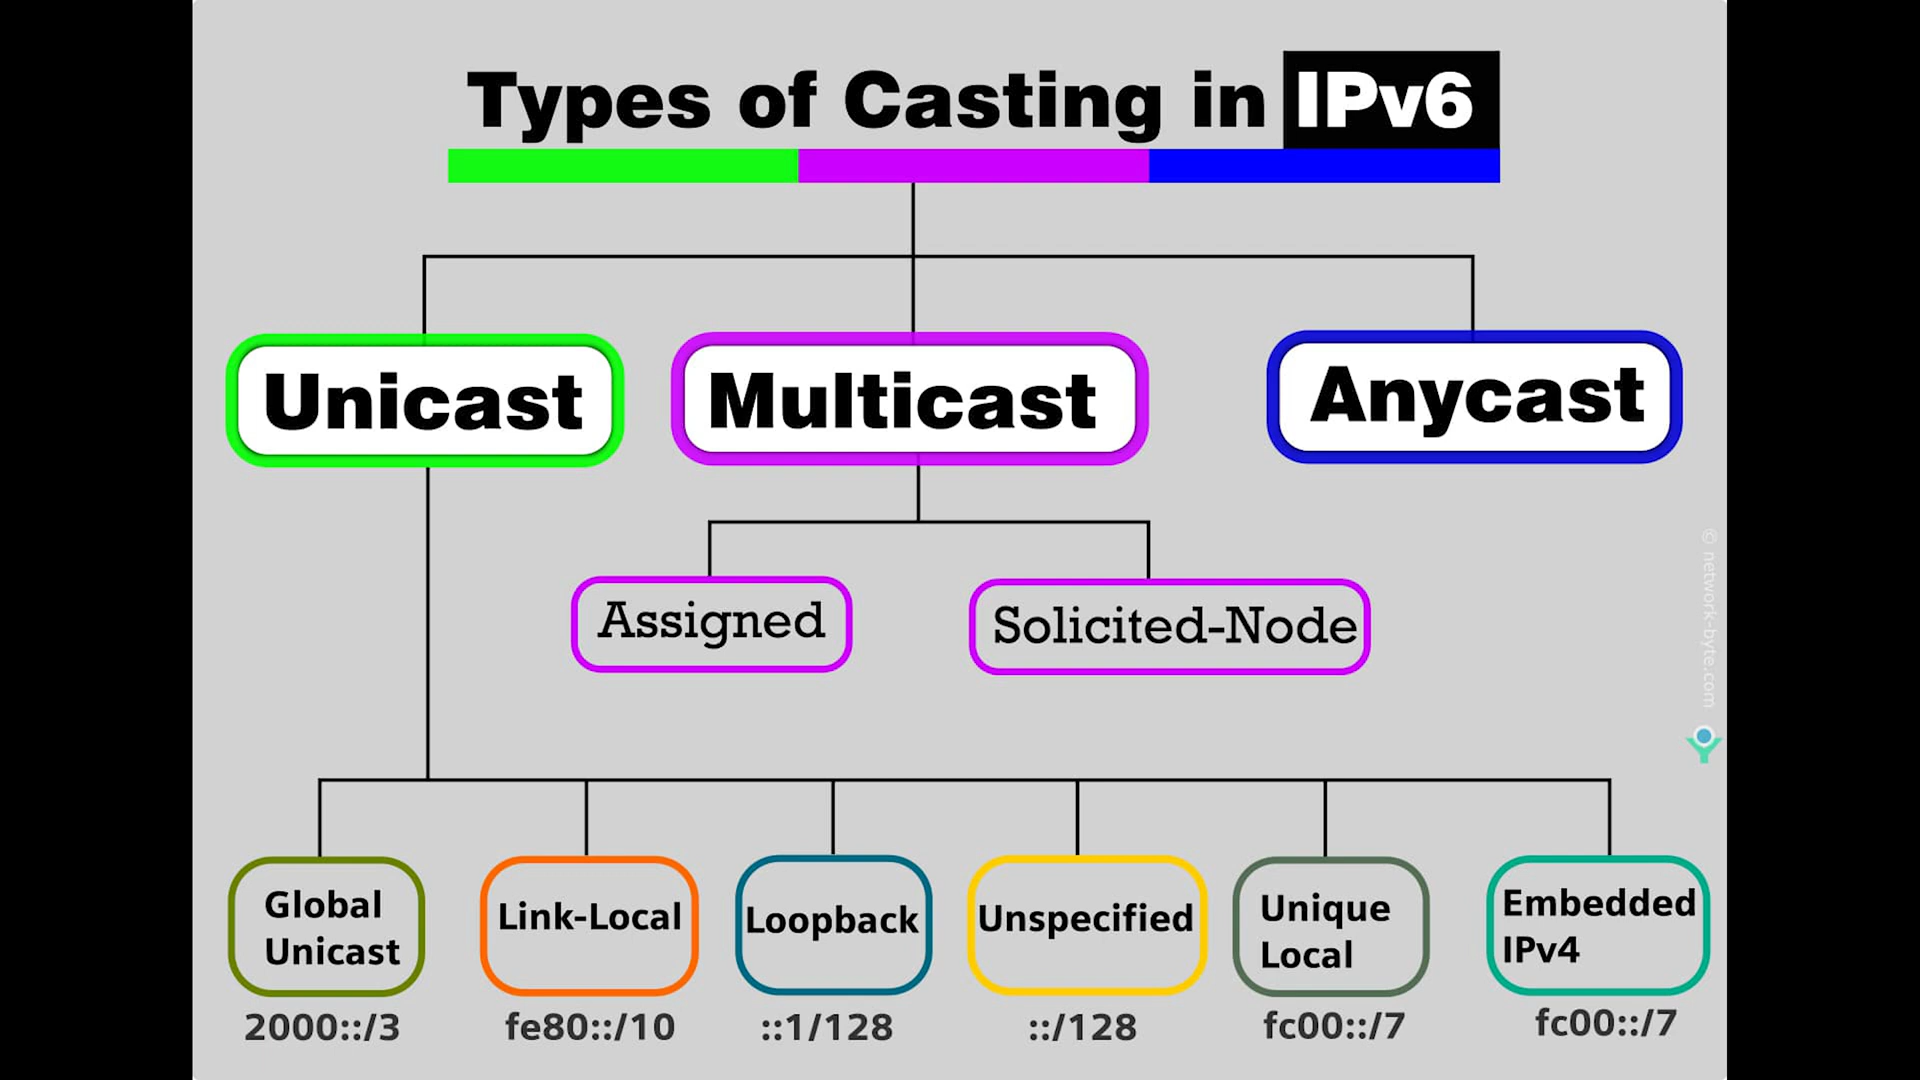 Types of Casting in IPv6
Unicast
Multicast
Anycast
Assigned
Solicited-Node
© network-byte.com
Global
Unicast
Link-Local
Loopback
Unspecified
Unique
Local
Embedded
IPv4
2000::/3
fe80::/10
::1/128
::/128
fc00::/7
fc00::/7